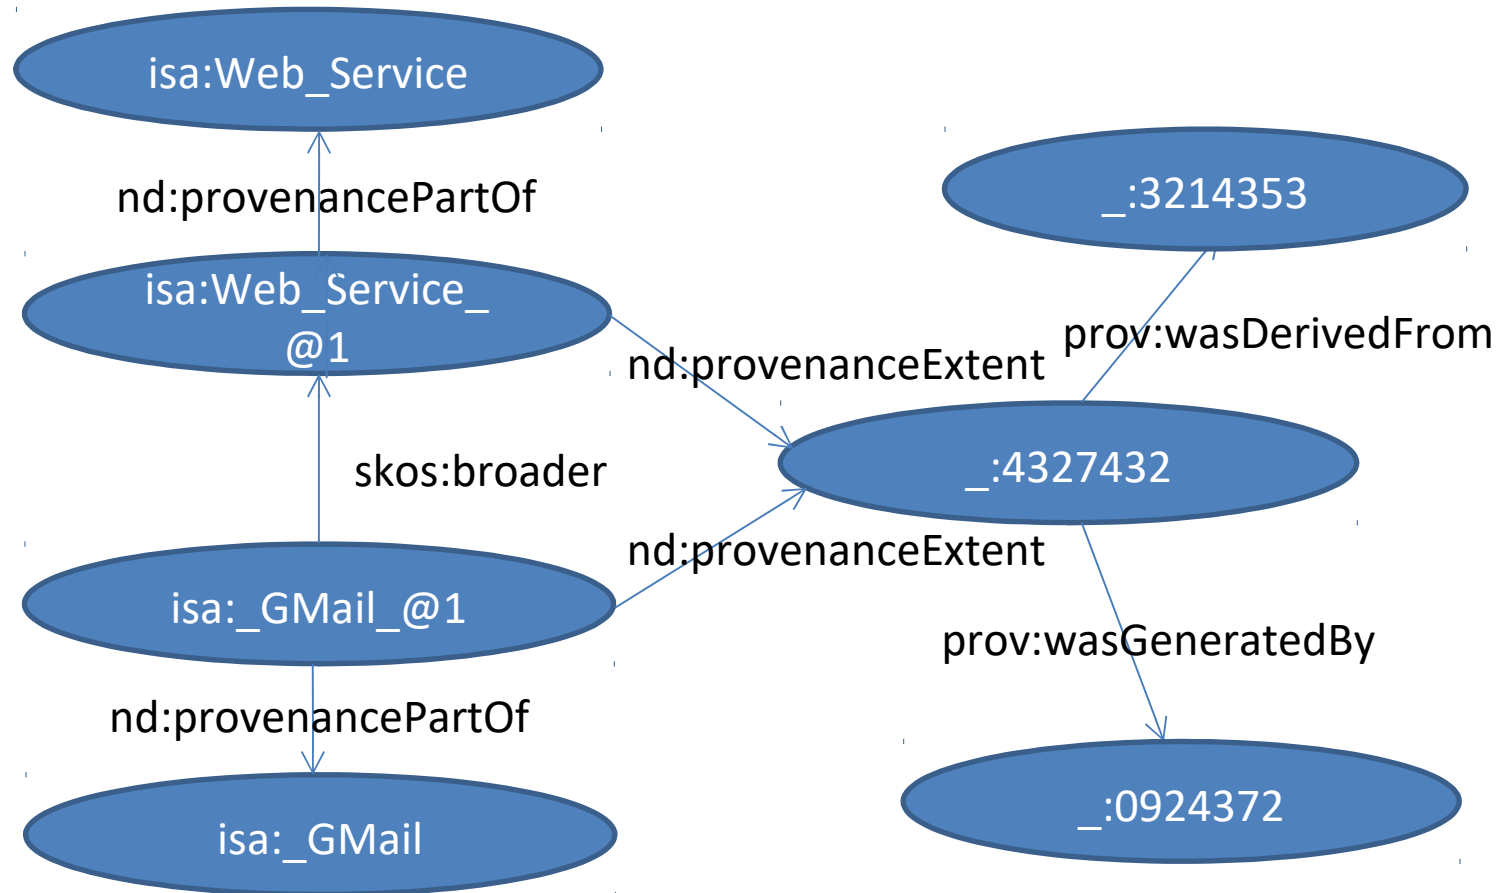 isa:Web_Service
nd:provenancePartOf
_:3214353
isa:Web_Service_
@1
prov:wasDerivedFrom
nd:provenanceExtent
skos:broader
_:4327432
nd:provenanceExtent
isa:_GMail_@1
prov:wasGeneratedBy
nd:provenancePartOf
_:0924372
isa:_GMail